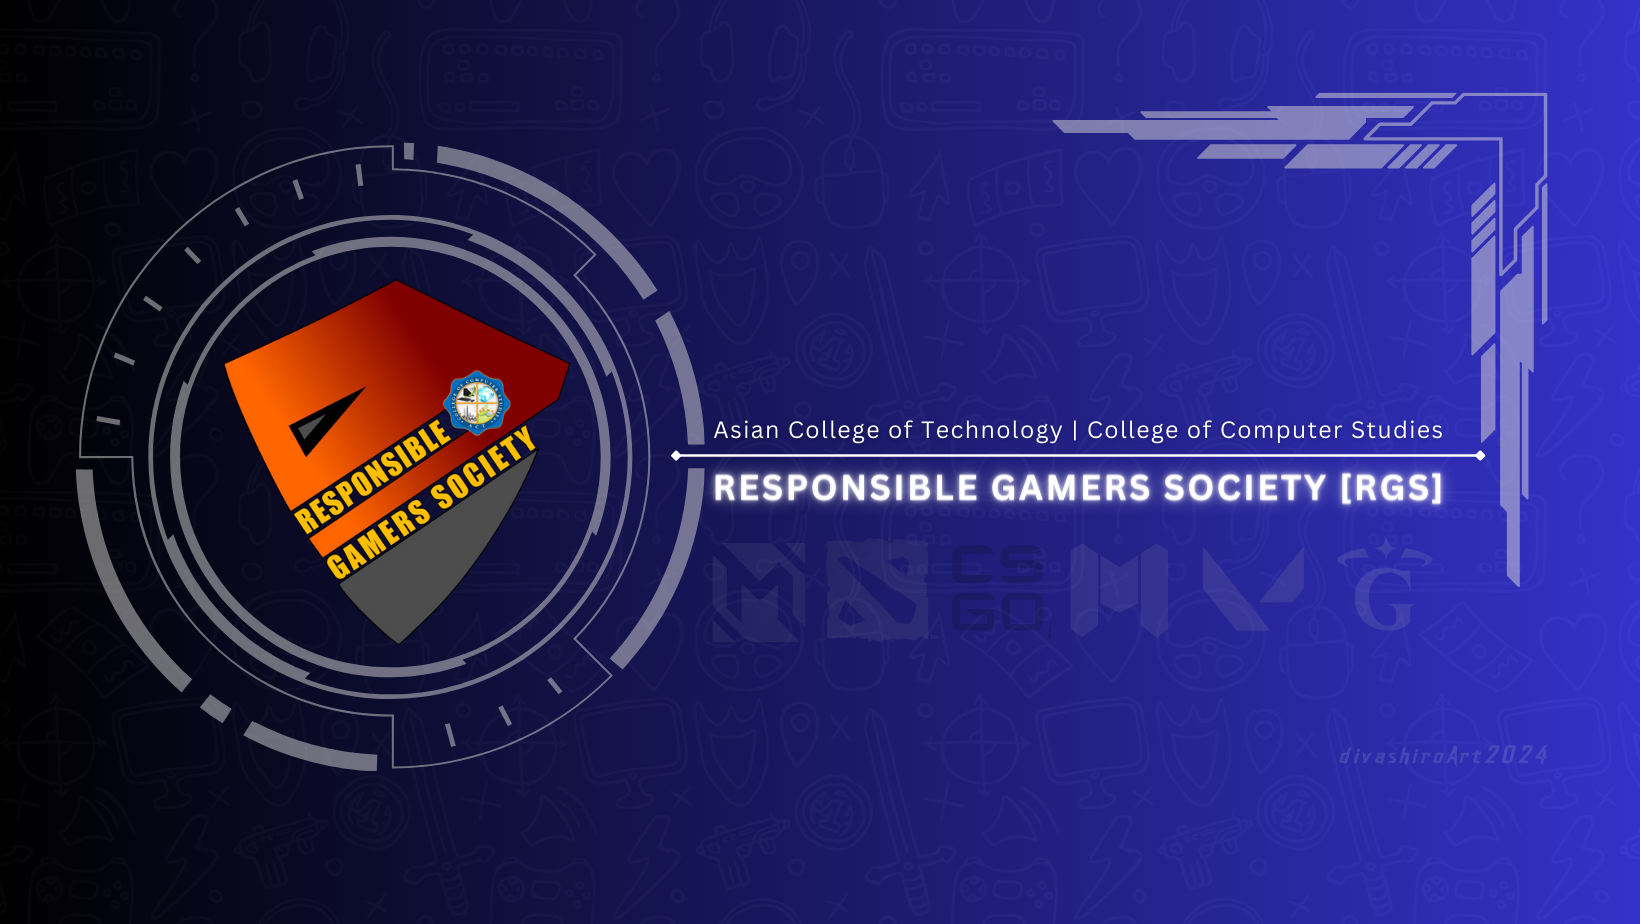 RESPONSIBLE
GAMERS SOCIETY
Asian College of Technology | College of Computer Studies
RESPONSIBLE GAMERS SOCIETY [RGS]
CS
GO
G
divashiroArt2024